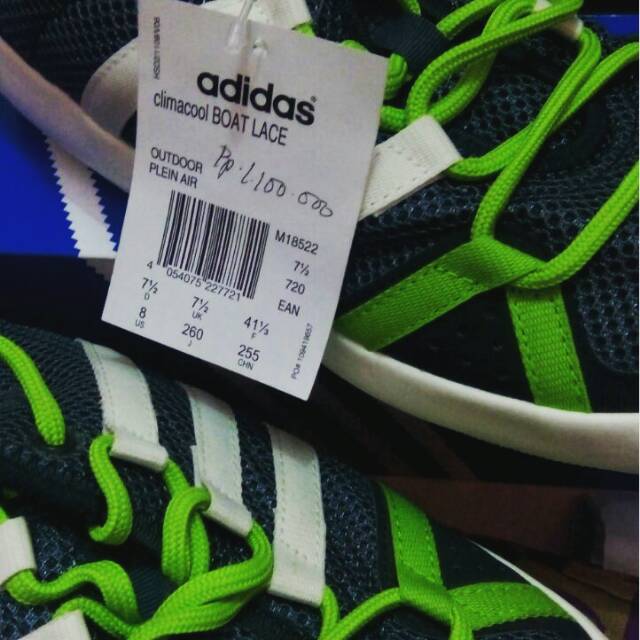 adidas®
climacool BOAT LACE
OUTDOOR
PLEIN AIR
Rp. 1.100.000
M18522
7½
720
EAN
4 054075 227721
7½ 7½ 41⅓
D UK F
8 260 255
US J CHN